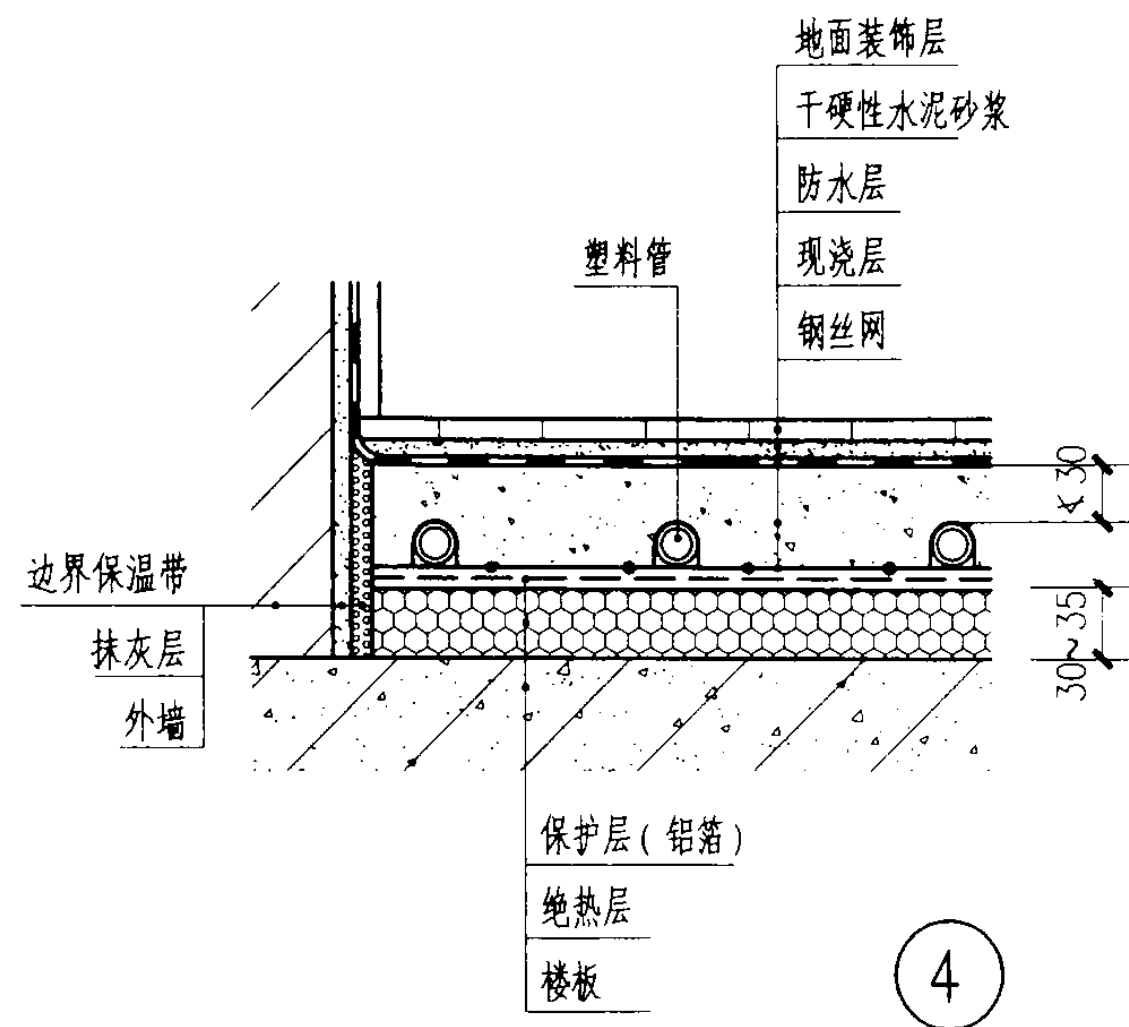 地面装饰层
干硬性水泥砂浆
防水层
现浇层
钢丝网
塑料管
边界保温带
抹灰层
外墙
≮30
30~35
保护层(铝箔)
绝热层
楼板
4